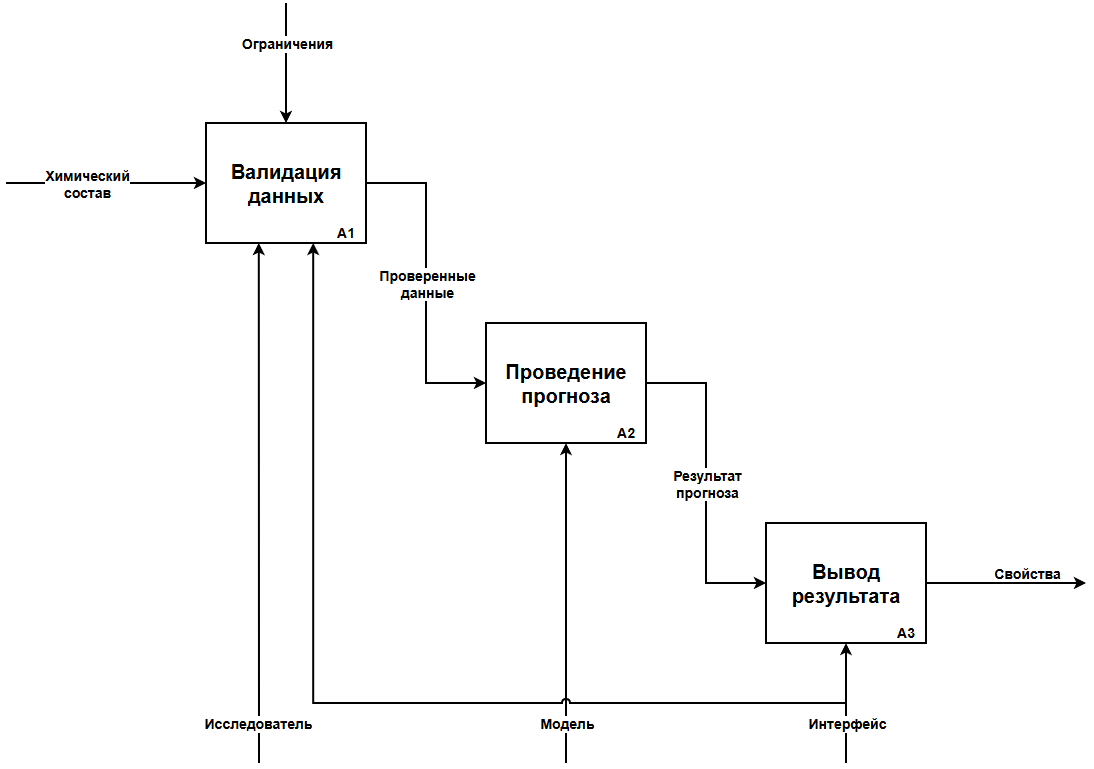 Ограничения
Химический
состав
Валидация
данных
A1
Проверенные
данные
Проведение
прогноза
A2
Результат
прогноза
Вывод
результата
A3
Свойства
Исследователь
Модель
Интерфейс